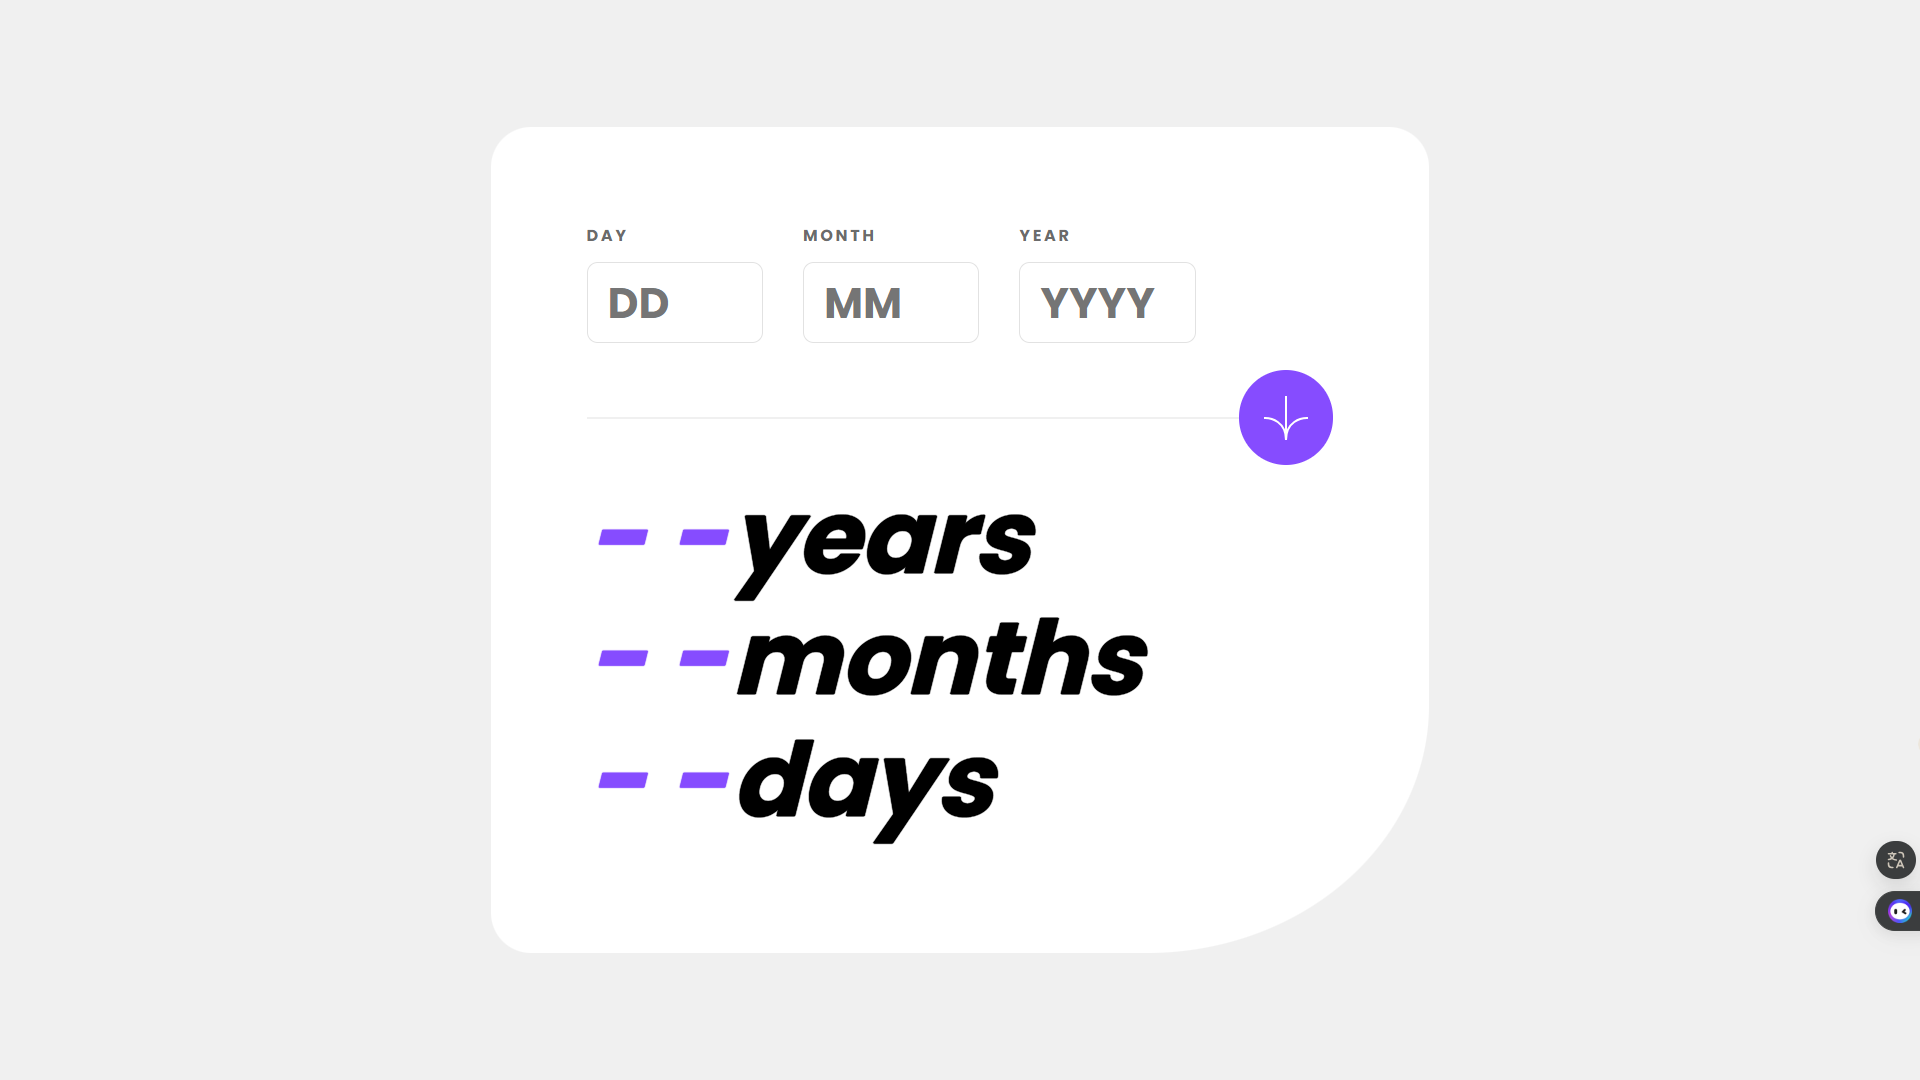 DAY MONTH YEAR
DD MM YYYY
- - years
- - months
- - days